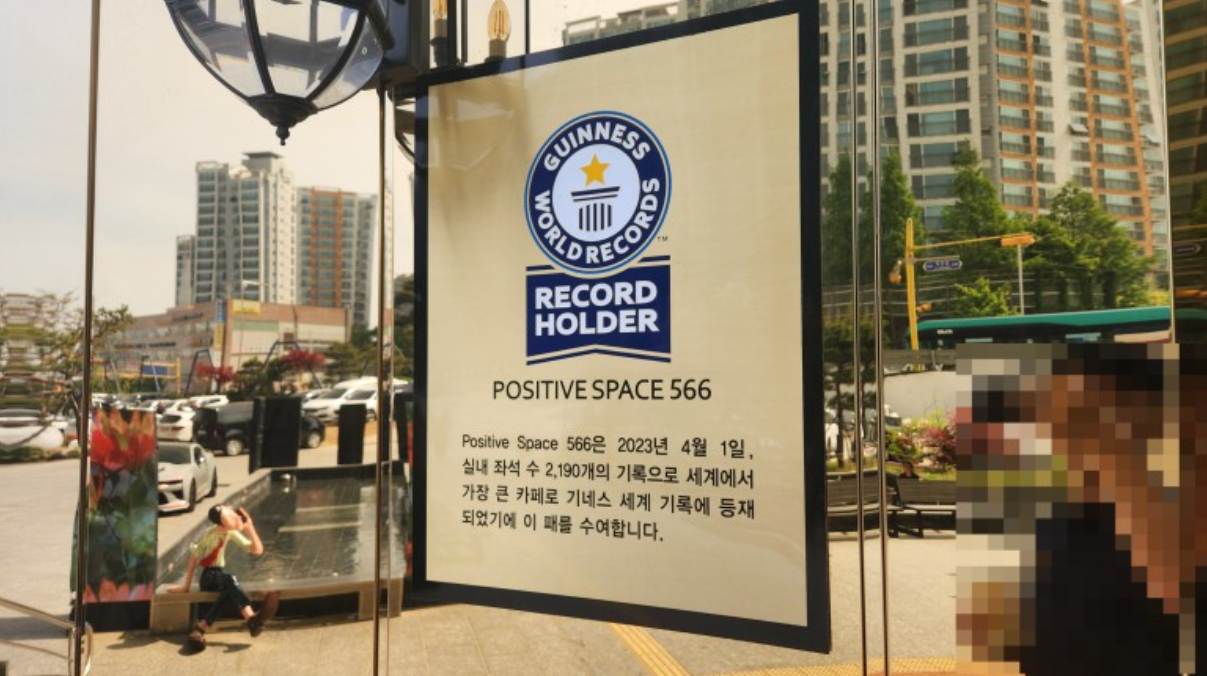 GUINNESS
WORLD RECORDS
TM
RECORD
HOLDER
POSITIVE SPACE 566
Positive Space 566은 2023년 4월 1일,
실내 좌석 수 2,190개의 기록으로 세계에서
가장 큰 카페로 기네스 세계 기록에 등재
되었기에 이 패를 수여합니다.